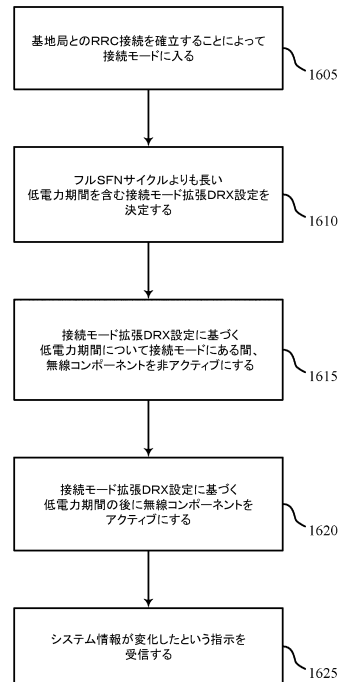 基地局とのRRC接続を確立することによって
接続モードに入る
1605
フルSFNサイクルよりも長い
低電力期間を含む接続モード拡張DRX設定を
決定する
1610
接続モード拡張DRX設定に基づく
低電力期間について接続モードにある間、
無線コンポーネントを非アクティブにする
1615
接続モード拡張DRX設定に基づく
低電力期間の後に無線コンポーネントを
アクティブにする
1620
システム情報が変化したという指示を
受信する
1625